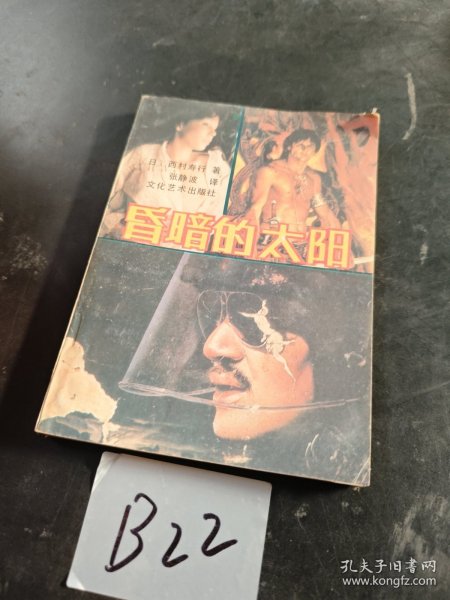 日 西村寿行 著
张静波 译
文化艺术出版社
昏暗的太阳
B22
孔夫子旧书网
www.kongfz.com